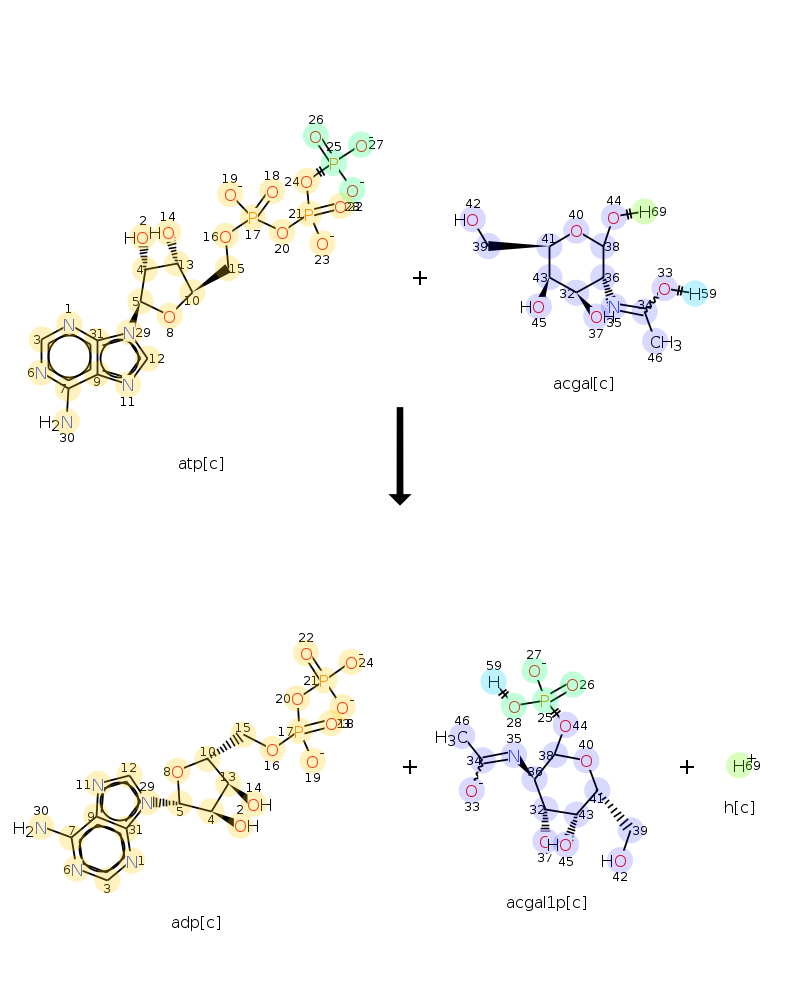 26
O
25
P
O-
27
24
O
O-
28
22
O
21
P
O-
23
20
O
19
O-
18
O
P
17
16
O
15
2
HO
14
HO
4
13
10
5
O
8
1
N
31
N
29
3
12
6
N
7
9
N
11
H2N
30
atp[c]
+
42
HO
39
41
40
O
44
O
H
69
38
43
36
33
O
H
59
32
HO
45
OH
37
N
35
34
CH3
46
acgal[c]
22
O
21
P
O-
24
20
O
O-
23
17
P
O
18
15
O
16
O-
19
10
8
O
13
14
OH
2
OH
4
5
12
11
N
29
N
9
31
30
H2N
7
6
N
N
1
3
adp[c]
+
59
H
27
O-
O
26
O
28
P
25
O
44
46
H3C
35
N
34
38
40
O
36
O-
33
41
32
43
O
37
HO
45
39
HO
42
acgal1p[c]
+
H+
69
h[c]